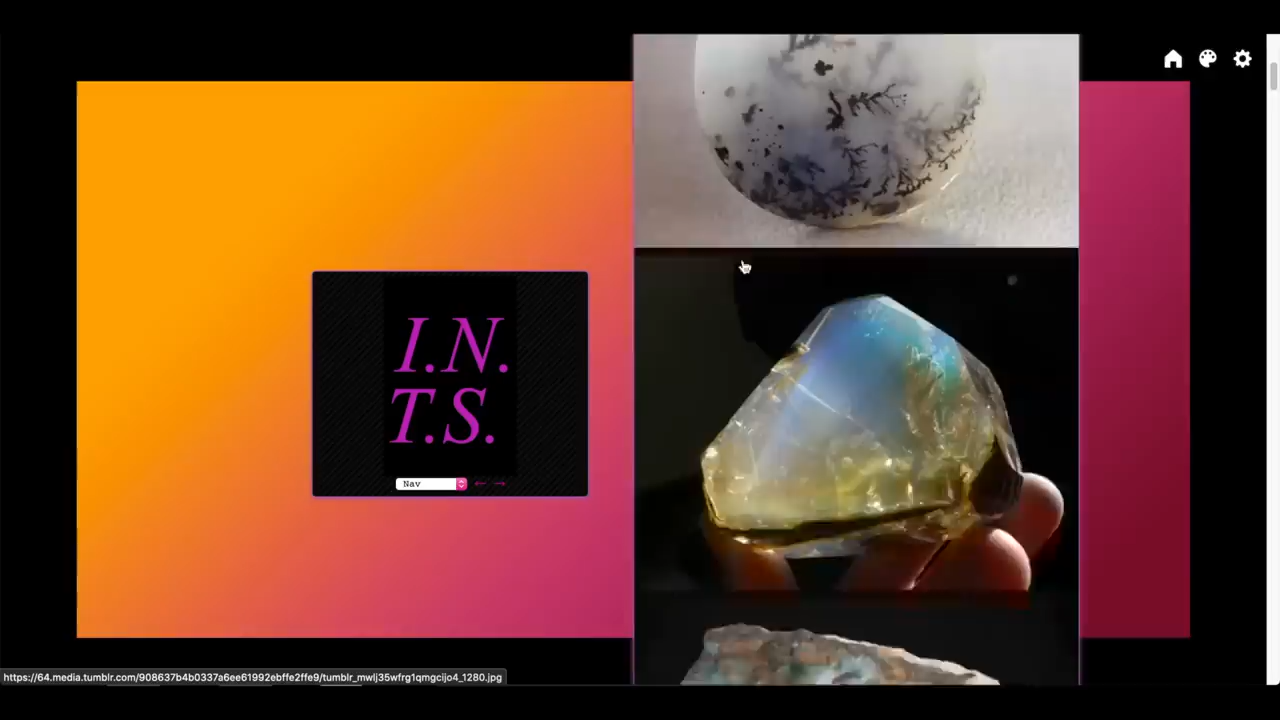 I.N.
T.S.
Nav
https://64.media.tumblr.com/908637b4b0337a6ee61992ebffe2ffe9/tumblr_mwlj35wfrg1qmgcijo4_1280.jpg